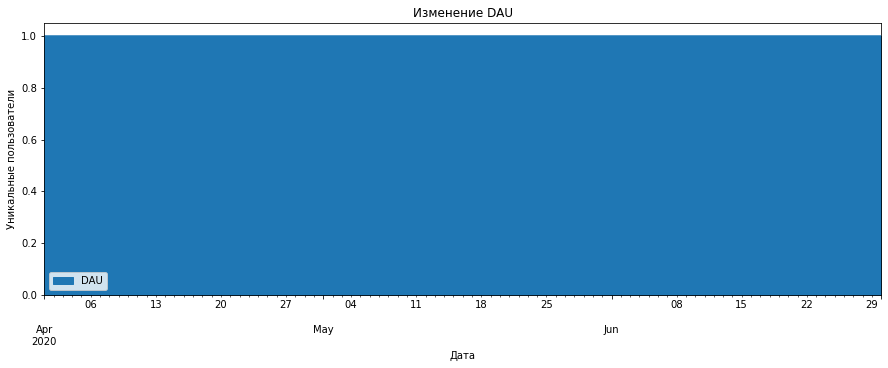 Изменение DAU
1.0
0.8
0.6
0.4
0.2
0.0
Уникальные пользователи
DAU
06 13 20 27 04 11 18 25 08 15 22 29
Apr May Jun
2020
Дата